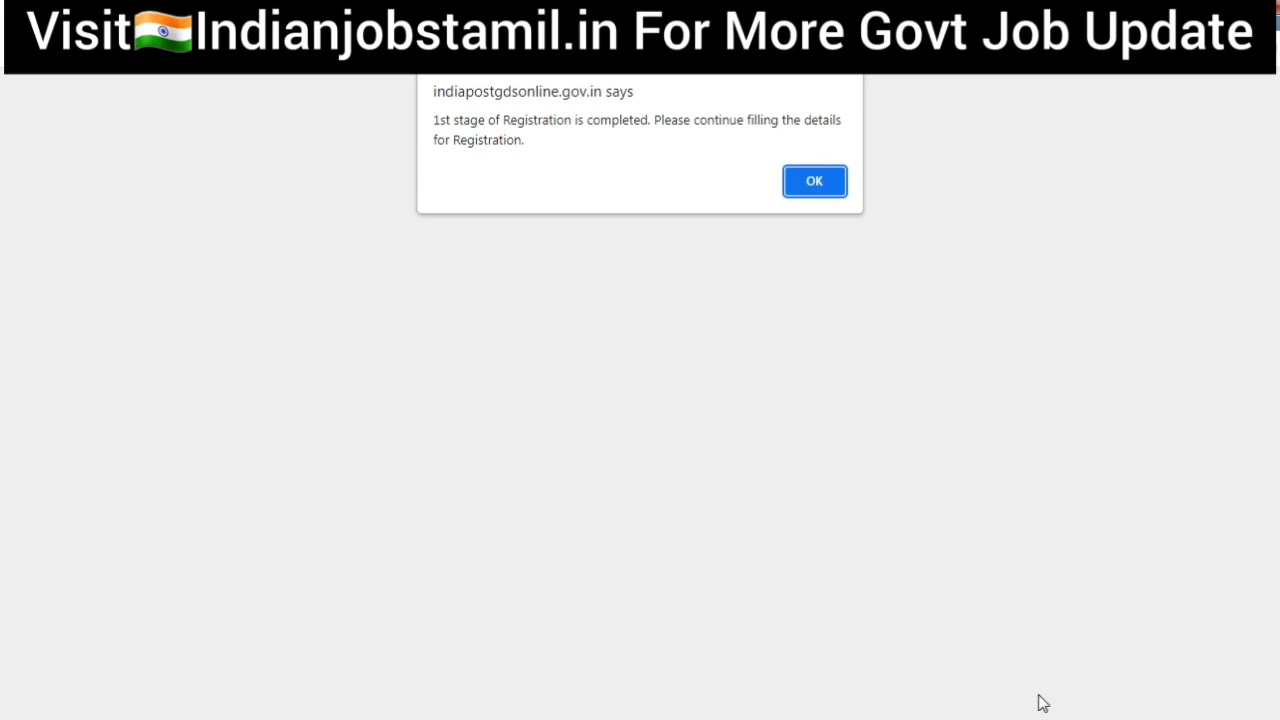 Visit🇮🇳Indianjobstamil.in For More Govt Job Update
indiapostgdsonline.gov.in says
1st stage of Registration is completed. Please continue filling the details
for Registration.
OK